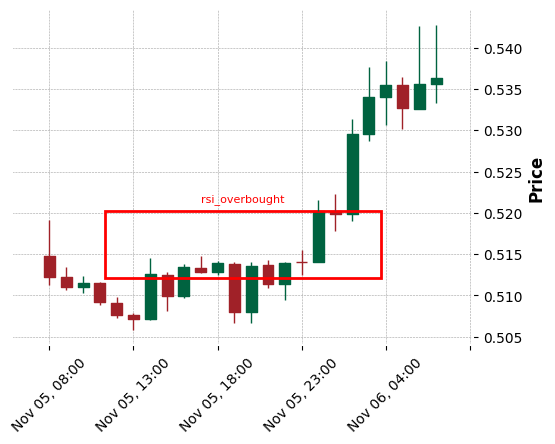 0.540
0.535
0.530
0.525
0.520
0.515
0.510
0.505
Price
rsi_overbought
Nov 05, 08:00
Nov 05, 13:00
Nov 05, 18:00
Nov 05, 23:00
Nov 06, 04:00